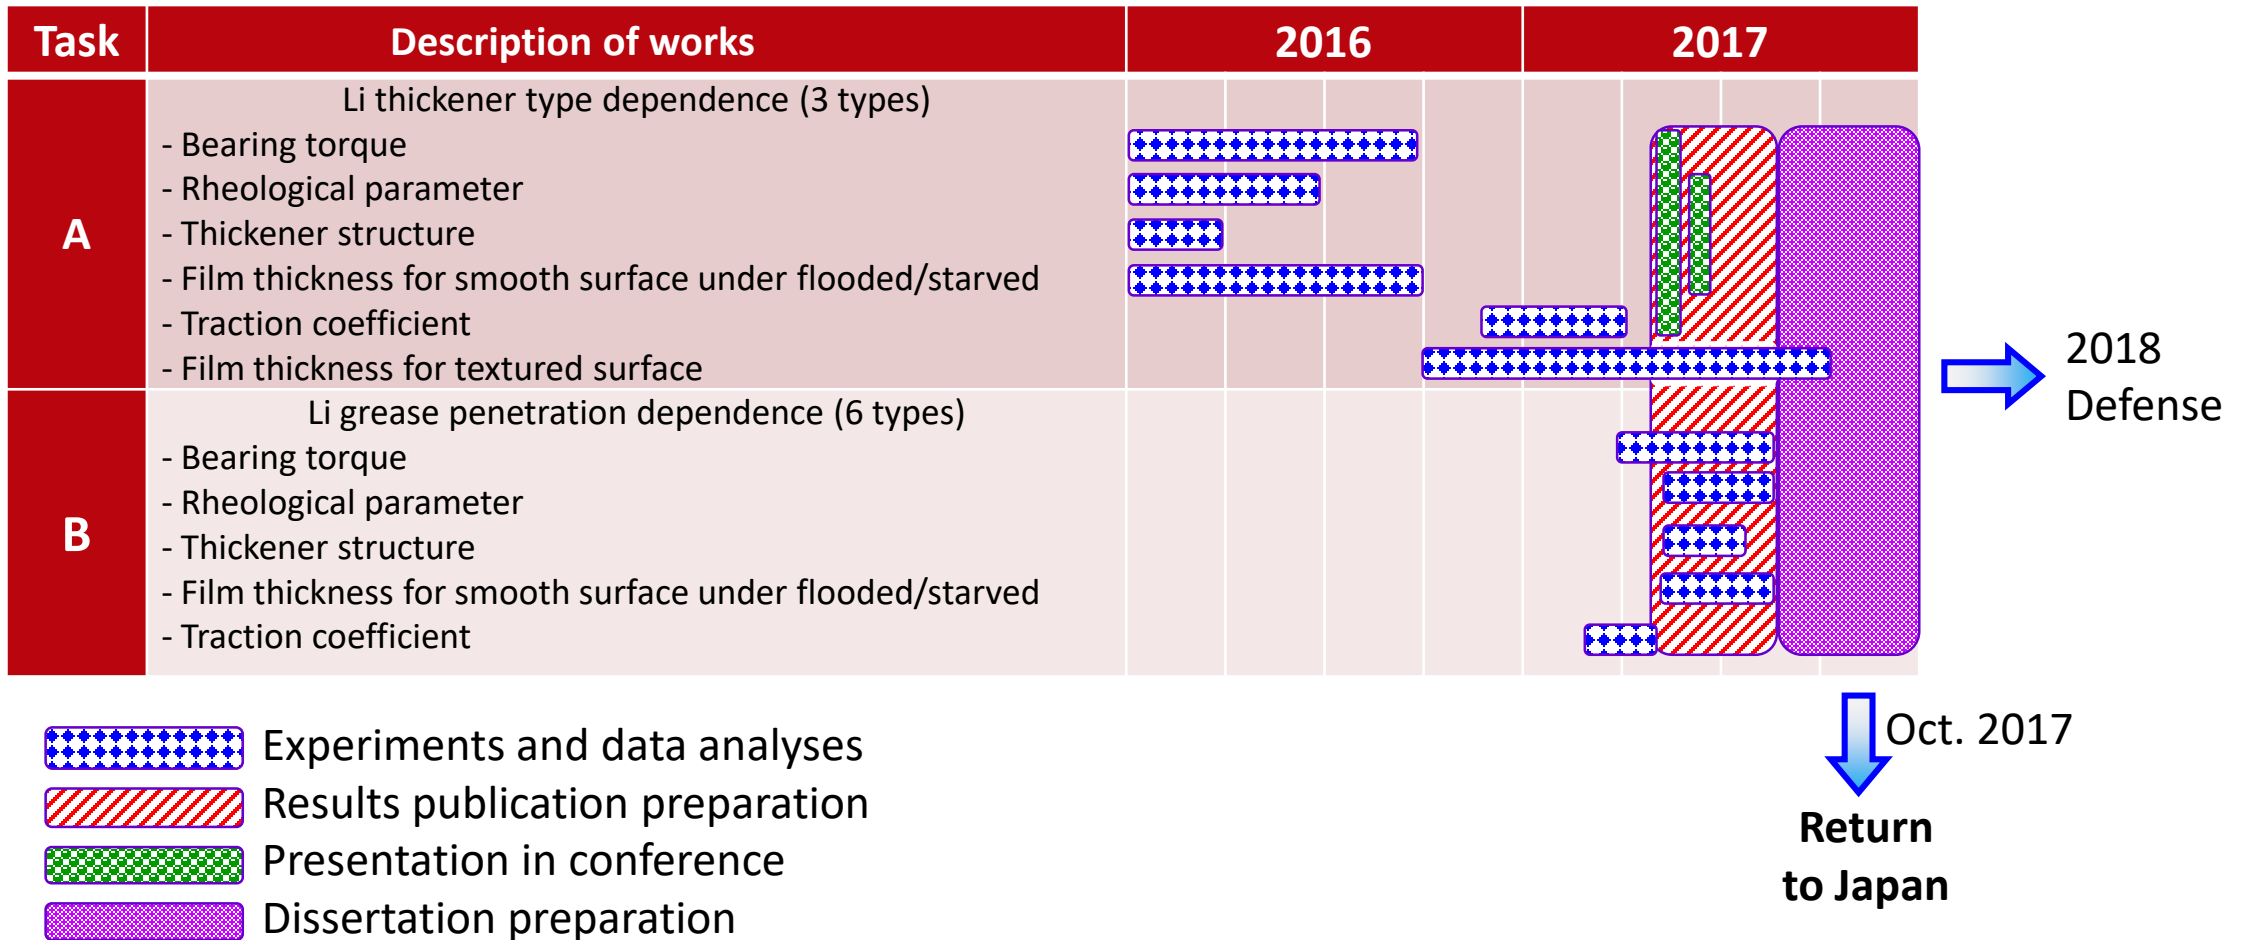 Task Description of works 2016 2017
A
Li thickener type dependence (3 types)
- Bearing torque
- Rheological parameter
- Thickener structure
- Film thickness for smooth surface under flooded/starved
- Traction coefficient
- Film thickness for textured surface
B
Li grease penetration dependence (6 types)
- Bearing torque
- Rheological parameter
- Thickener structure
- Film thickness for smooth surface under flooded/starved
- Traction coefficient
2018
Defense
Oct. 2017
Return
to Japan
Experiments and data analyses
Results publication preparation
Presentation in conference
Dissertation preparation